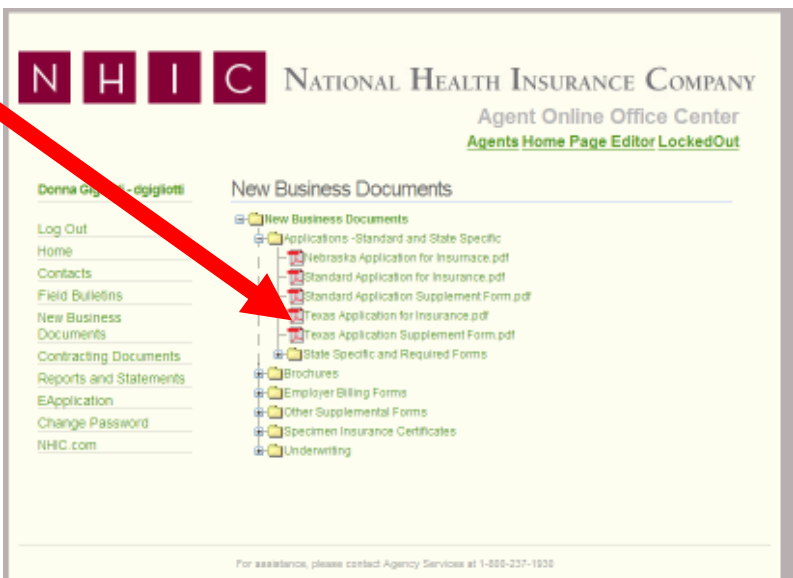 N H I C NATIONAL HEALTH INSURANCE COMPANY
Agent Online Office Center
Agents Home Page Editor LockedOut
Donna - dgigliotti
New Business Documents
Log Out
Home
Contacts
Field Bulletins
New Business
Documents
Contracting Documents
Reports and Statements
EApplication
Change Password
NHIC.com
New Business Documents
Applications -Standard and State Specific
Nebraska Application for Insurnace.pdf
Standard Application for Insurance.pdf
Standard Application Supplement Form.pdf
Texas Application for Insurance.pdf
Texas Application Supplement Form.pdf
State Specific and Required Forms
Brochures
Employer Billing Forms
Other Supplemental Forms
Specimen Insurance Certificates
Underwriting
For assistance, please contact Agency Services at 1-800-237-1930